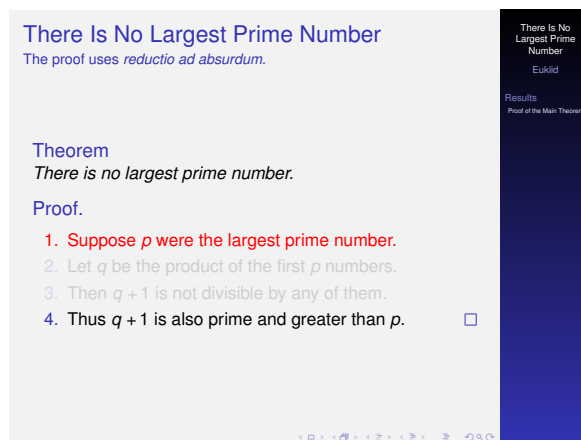 There Is No Largest Prime Number
The proof uses reductio ad absurdum.
Theorem
There is no largest prime number.
Proof.
1. Suppose p were the largest prime number.
2. Let q be the product of the first p numbers.
3. Then q + 1 is not divisible by any of them.
4. Thus q + 1 is also prime and greater than p.
There Is No
Largest Prime
Number
Euklid
Results
Proof of the Main Theorem